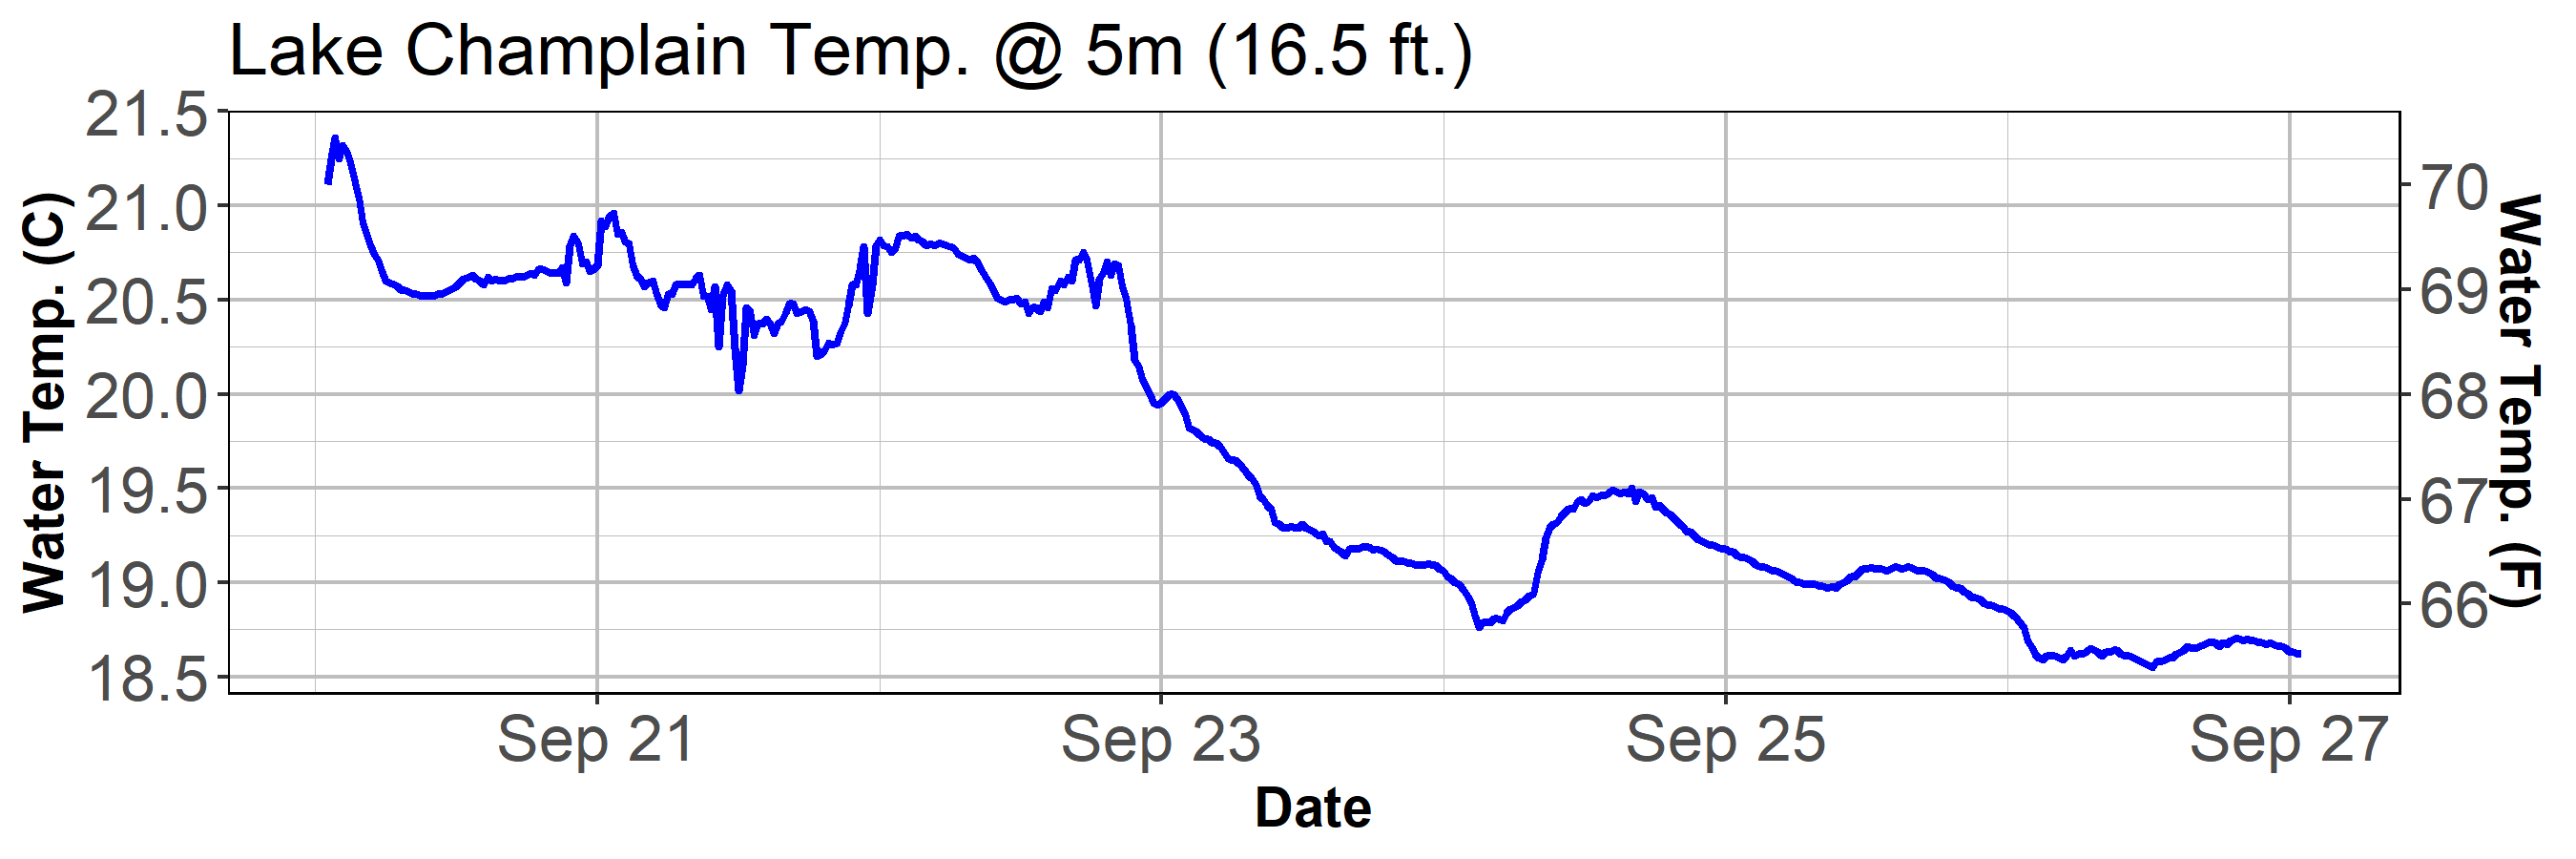 Lake Champlain Temp. @ 5m (16.5 ft.)
Water Temp. (C)
21.5
21.0
20.5
20.0
19.5
19.0
18.5
70
69
68
67
66
Water Temp. (F)
Sep 21 Sep 23 Sep 25 Sep 27
Date